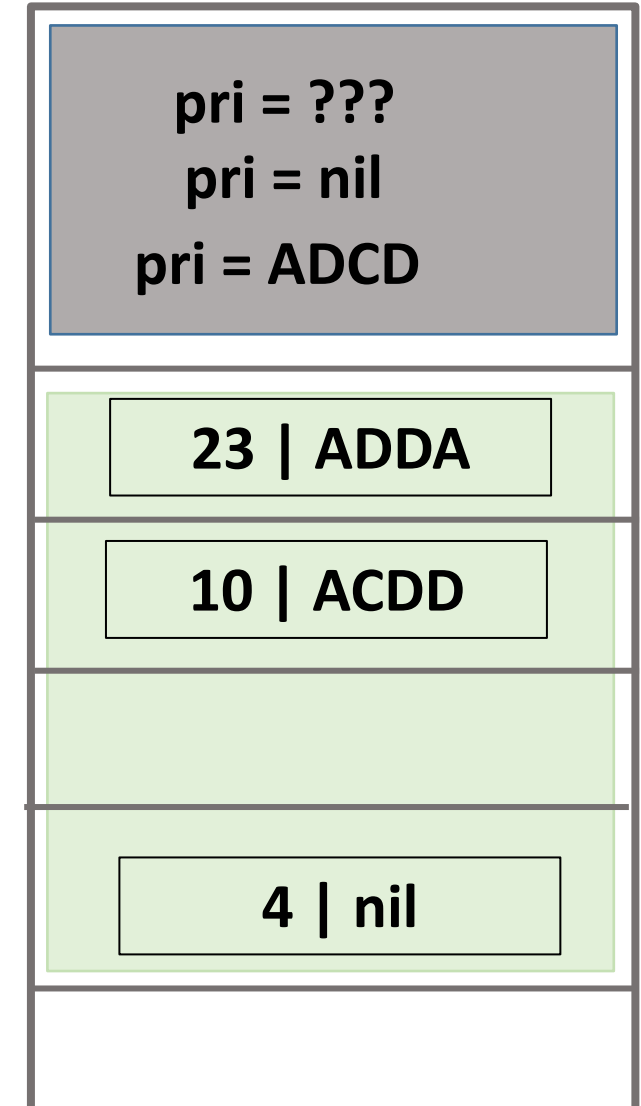 pri = ???
pri = nil
pri = ADCD
23 | ADDA
10 | ACDD
4 | nil